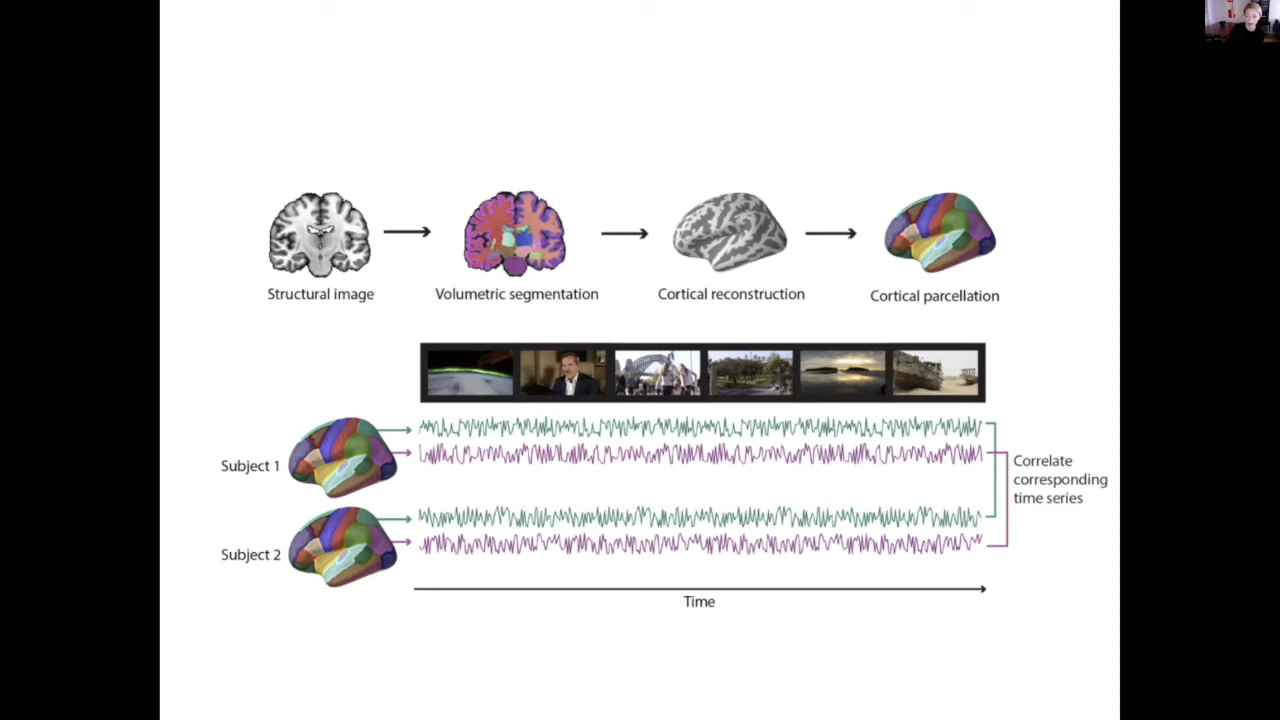 Structural image
Volumetric segmentation
Cortical reconstruction
Cortical parcellation
Subject 1
Correlate
corresponding
time series
Subject 2
Time